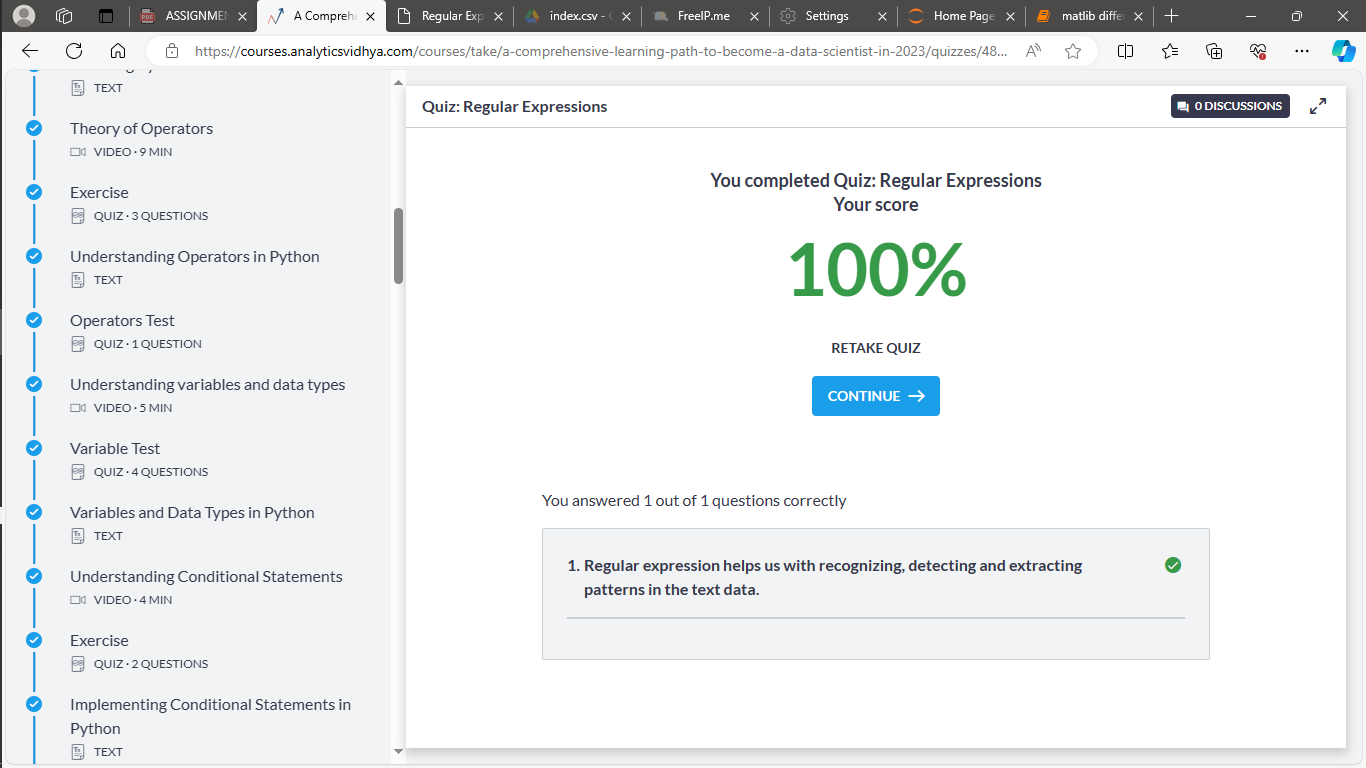 ASSIGNMEN
A Comprehe
Regular Exp
index.csv -
FreeIP.me
Settings
Home Page
matlib diffe
https://courses.analyticsvidhya.com/courses/take/a-comprehensive-learning-path-to-become-a-data-scientist-in-2023/quizzes/48...
TEXT
Theory of Operators
VIDEO · 9 MIN
Exercise
QUIZ · 3 QUESTIONS
Understanding Operators in Python
TEXT
Operators Test
QUIZ · 1 QUESTION
Understanding variables and data types
VIDEO · 5 MIN
Variable Test
QUIZ · 4 QUESTIONS
Variables and Data Types in Python
TEXT
Understanding Conditional Statements
VIDEO · 4 MIN
Exercise
QUIZ · 2 QUESTIONS
Implementing Conditional Statements in
Python
TEXT
Quiz: Regular Expressions
0 DISCUSSIONS
You completed Quiz: Regular Expressions
Your score
100%
RETAKE QUIZ
CONTINUE
You answered 1 out of 1 questions correctly
1. Regular expression helps us with recognizing, detecting and extracting
patterns in the text data.